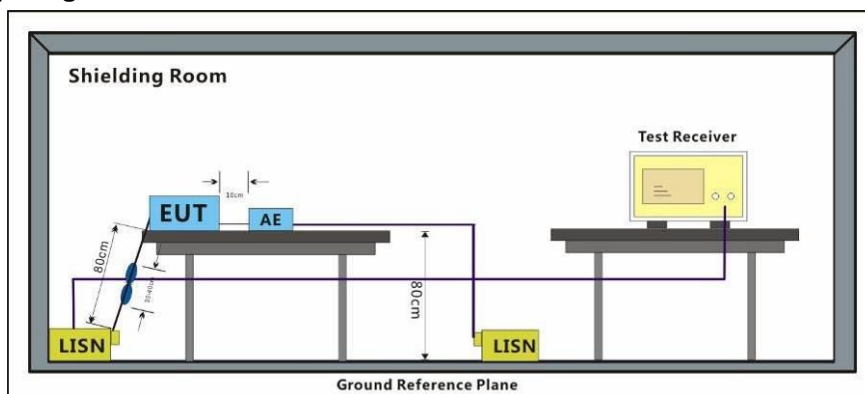 Shielding Room
Test Receiver
10cm
EUT
AE
80cm
80cm
LISN
LISN
Ground Reference Plane